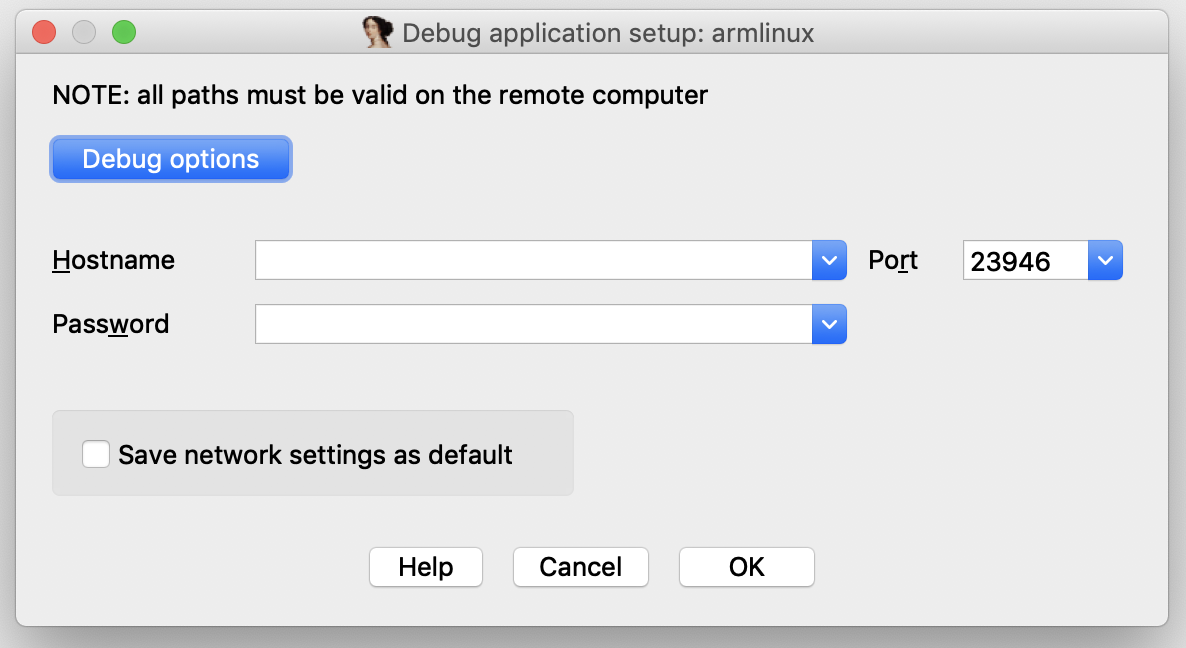 Debug application setup: armlinux
NOTE: all paths must be valid on the remote computer
Debug options
Hostname
Port
23946
Password
Save network settings as default
Help
Cancel
OK